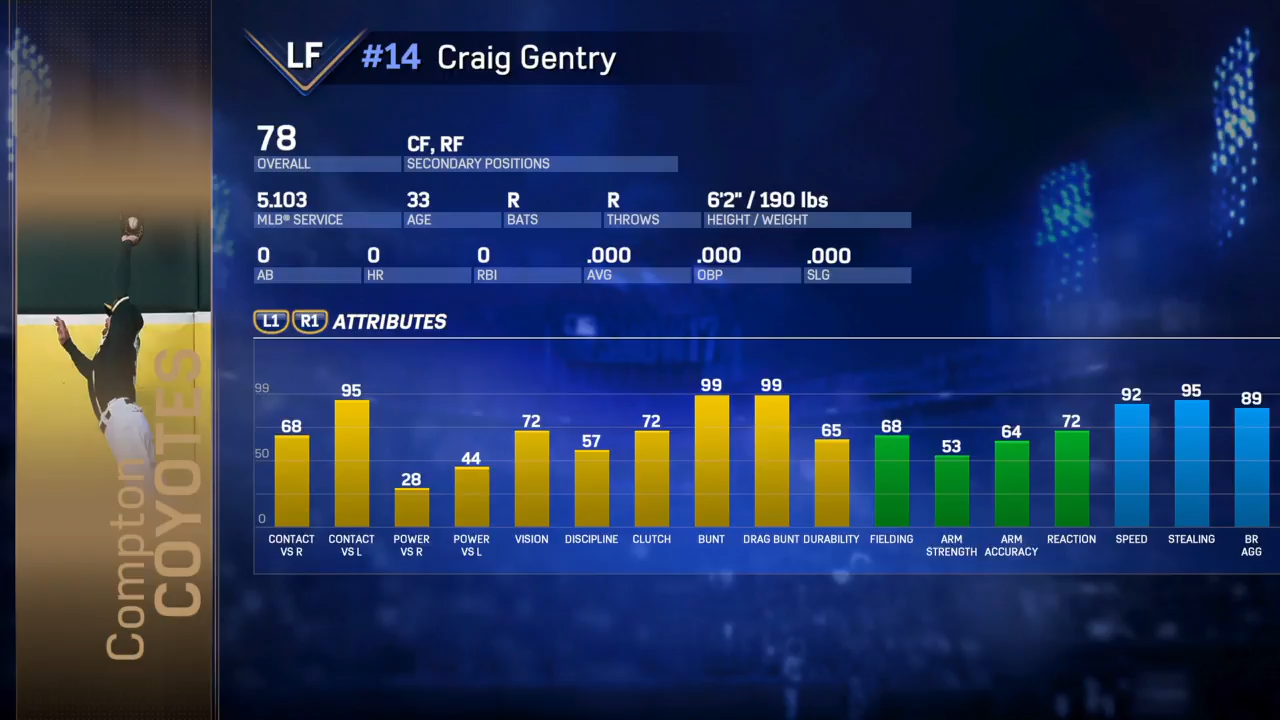 LF #14 Craig Gentry
78 CF, RF
OVERALL SECONDARY POSITIONS
5.103 33 R R 6'2" / 190 lbs
MLB® SERVICE AGE BATS THROWS HEIGHT / WEIGHT
0 0 0 .000 .000 .000
AB HR RBI AVG OBP SLG
L1 R1 ATTRIBUTES
99
50
0
68 95 28 44 72 57 72 99 99 65 68 53 64 72 92 95 89
CONTACT VS R
CONTACT VS L
POWER VS R
POWER VS L
VISION
DISCIPLINE
CLUTCH
BUNT
DRAG BUNT
DURABILITY
FIELDING
ARM STRENGTH
ARM ACCURACY
REACTION
SPEED
STEALING
BR AGG
Compton
COYOTES